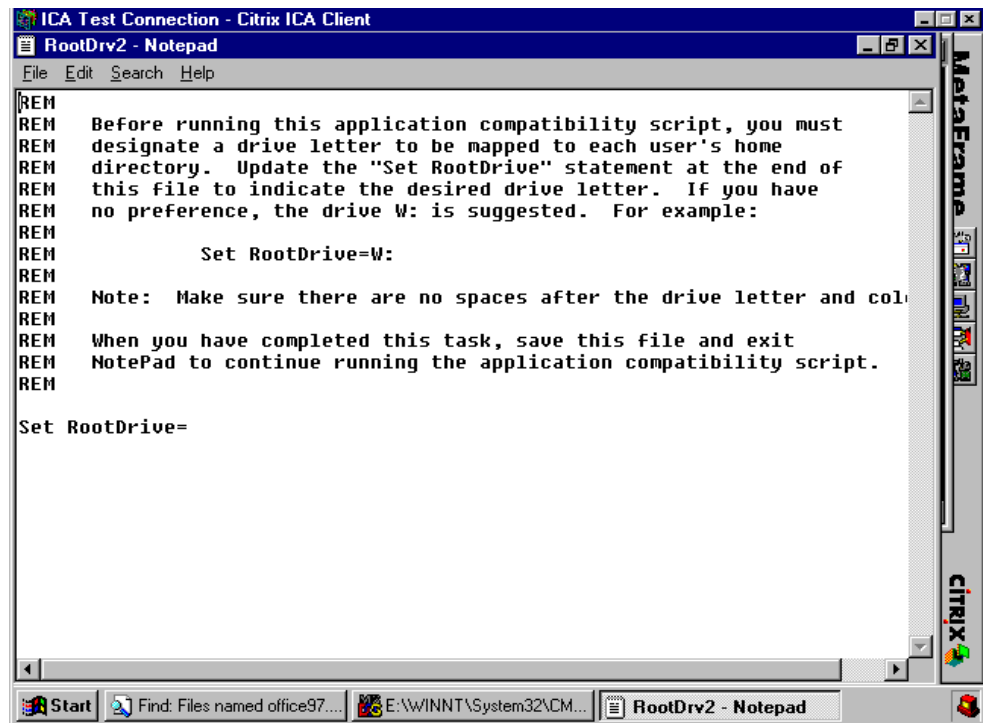 ICA Test Connection - Citrix ICA Client
RootDrv2 - Notepad
File Edit Search Help
REM
REM Before running this application compatibility script, you must
REM designate a drive letter to be mapped to each user's home
REM directory. Update the "Set RootDrive" statement at the end of
REM this file to indicate the desired drive letter. If you have
REM no preference, the drive W: is suggested. For example:
REM
REM Set RootDrive=W:
REM
REM Note: Make sure there are no spaces after the drive letter and col
REM
REM When you have completed this task, save this file and exit
REM NotePad to continue running the application compatibility script.
REM
Set RootDrive=
MetaFrame
CITRIX
Start
Find: Files named office97....
E:\WINNT\System32\CM...
RootDrv2 - Notepad